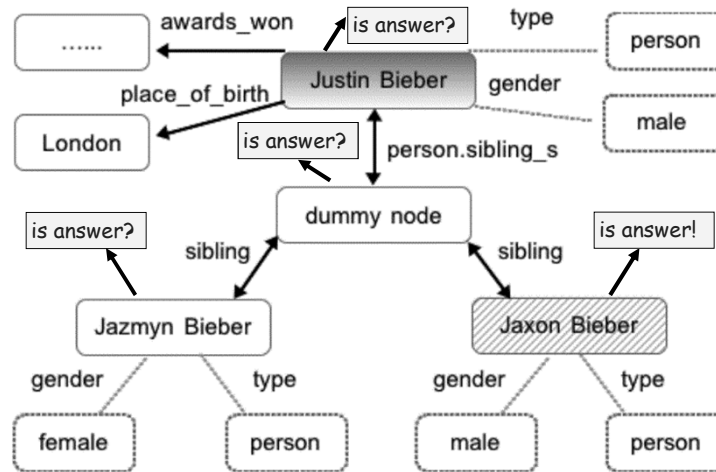 awards_won
is answer?
type
......
Justin Bieber
person
place_of_birth
gender
London
is answer?
person.sibling_s
male
dummy node
is answer?
sibling
sibling
is answer!
Jazmyn Bieber
Jaxon Bieber
gender
type
gender
type
female
person
male
person